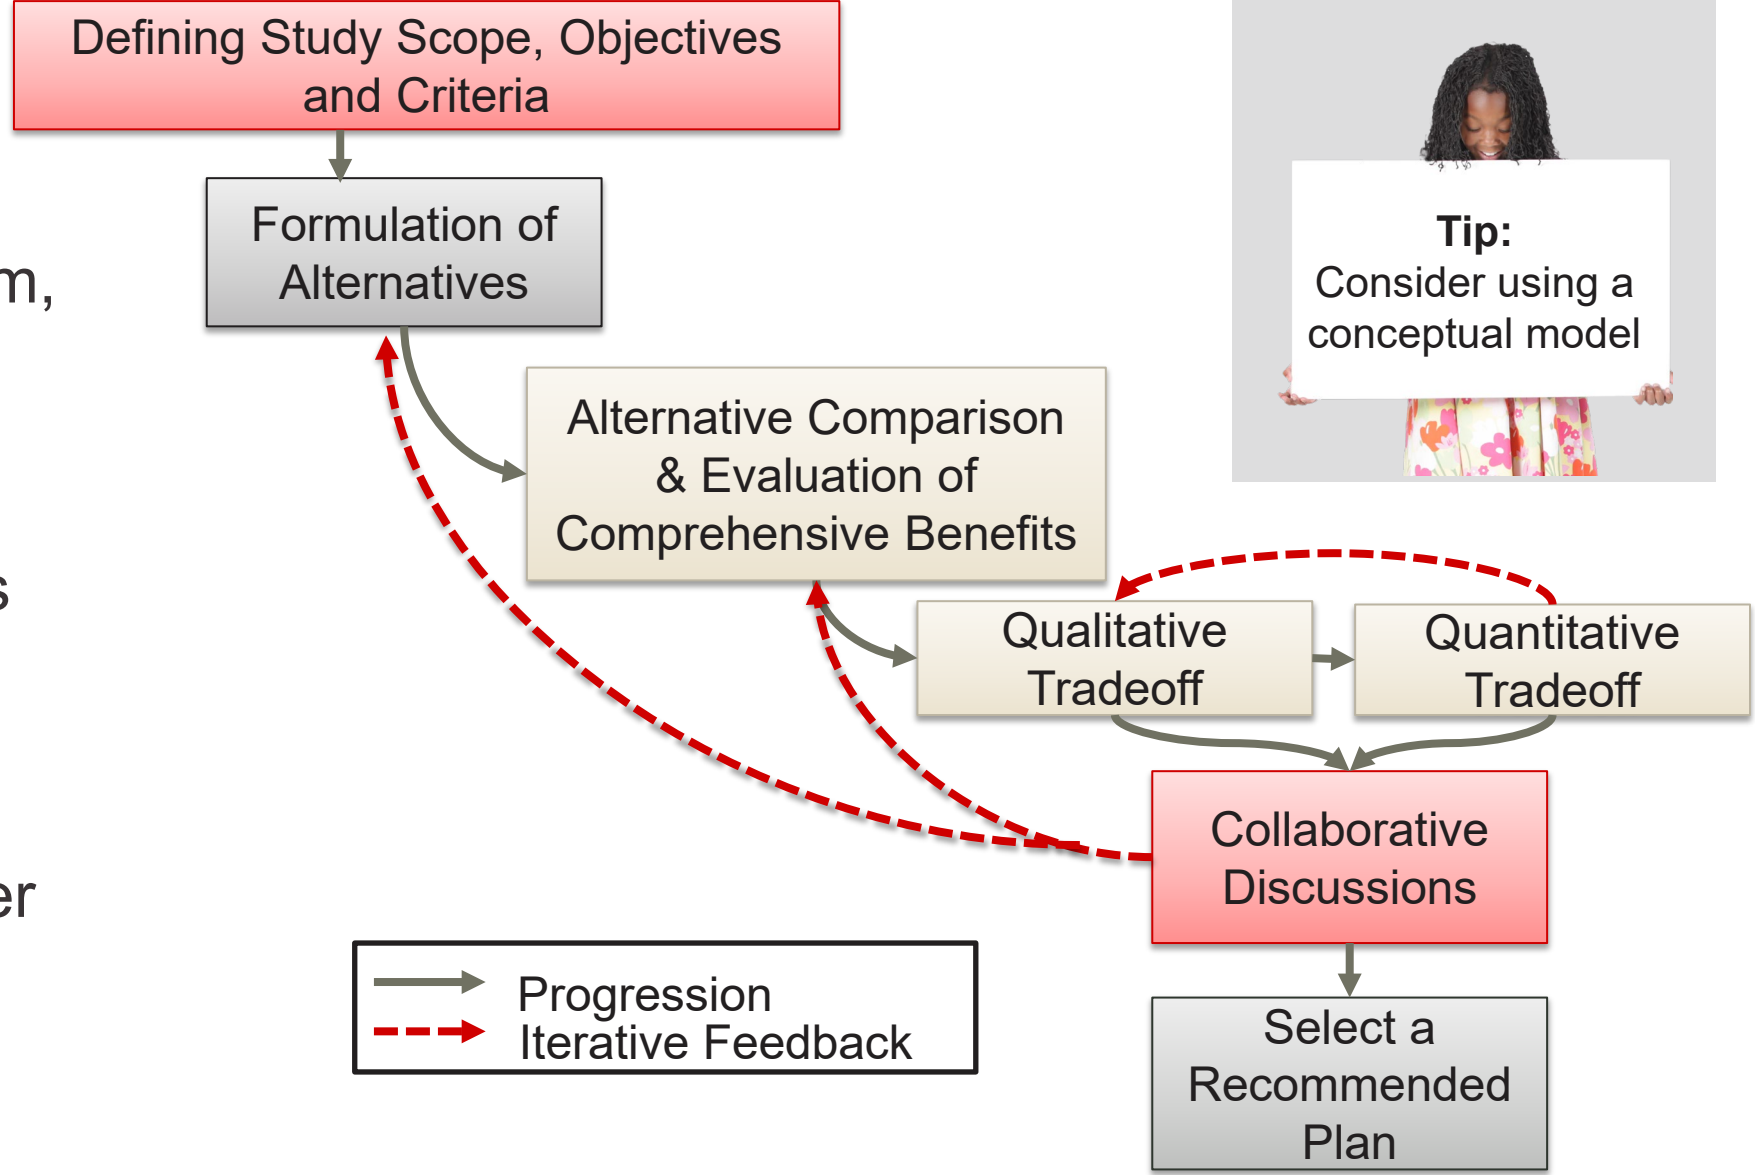 Defining Study Scope, Objectives
and Criteria
Formulation of
Alternatives
Alternative Comparison
& Evaluation of
Comprehensive Benefits
Qualitative
Tradeoff
Quantitative
Tradeoff
Collaborative
Discussions
Select a
Recommended
Plan
Progression
Iterative Feedback
Tip:
Consider using a
conceptual model